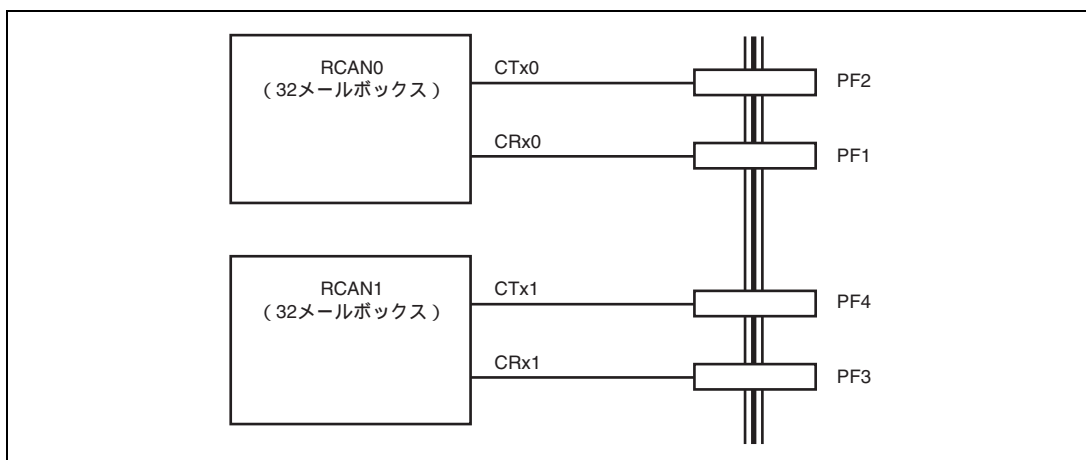 RCAN0
（32メールボックス）
CTx0
PF2
CRx0
PF1
RCAN1
（32メールボックス）
CTx1
PF4
CRx1
PF3